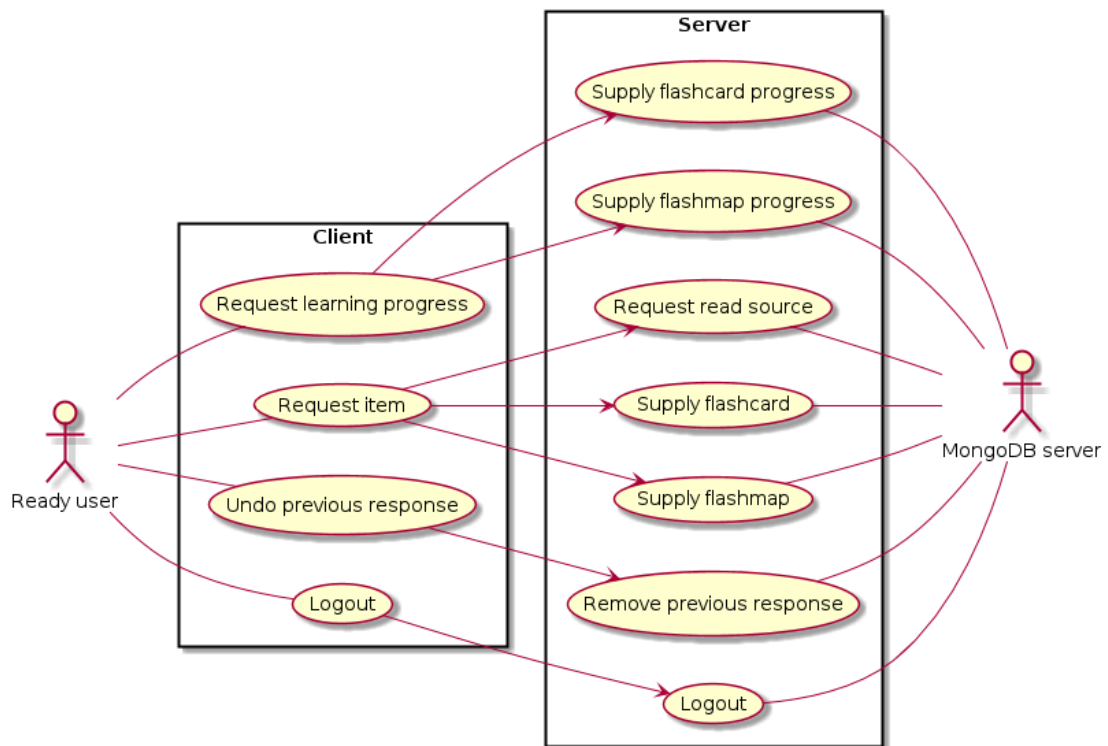 Server
Supply flashcard progress
Supply flashmap progress
Client
Request learning progress
Request read source
Request item
Supply flashcard
MongoDB server
Ready user
Undo previous response
Supply flashmap
Logout
Remove previous response
Logout